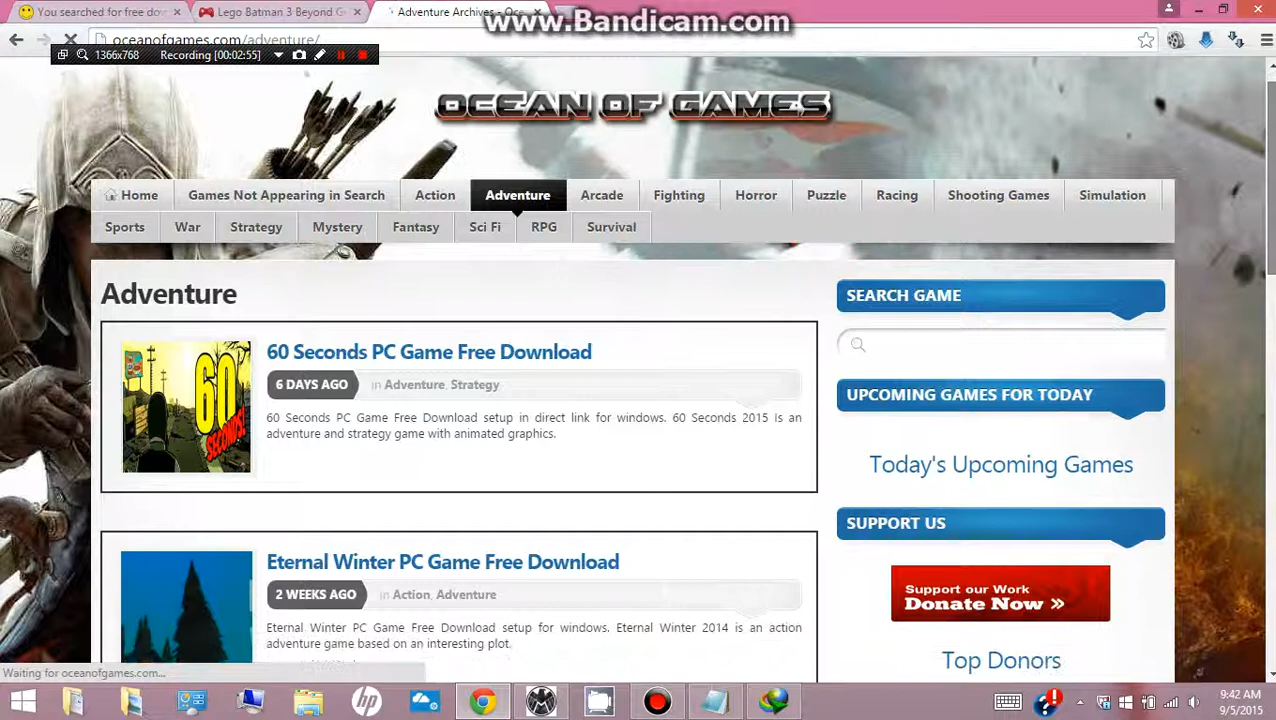 www.Bandicam.com
You searched for free dow
Lego Batman 3 Beyond G
Adventure Archives - Oce
oceanofgames.com/adventure/
1366x768
Recording [00:02:55]
OCEAN OF GAMES
Home
Games Not Appearing in Search
Action
Adventure
Arcade
Fighting
Horror
Puzzle
Racing
Shooting Games
Simulation
Sports
War
Strategy
Mystery
Fantasy
Sci Fi
RPG
Survival
Adventure
60 Seconds PC Game Free Download
6 DAYS AGO
in Adventure, Strategy
60 Seconds PC Game Free Download setup in direct link for windows. 60 Seconds 2015 is an
adventure and strategy game with animated graphics.
60
SECONDS!
Eternal Winter PC Game Free Download
2 WEEKS AGO
in Action, Adventure
Eternal Winter PC Game Free Download setup for windows. Eternal Winter 2014 is an action
adventure game based on an interesting plot.
SEARCH GAME
UPCOMING GAMES FOR TODAY
Today's Upcoming Games
SUPPORT US
Support our Work
Donate Now »
Top Donors
Waiting for oceanofgames.com...
9:42 AM
9/5/2015